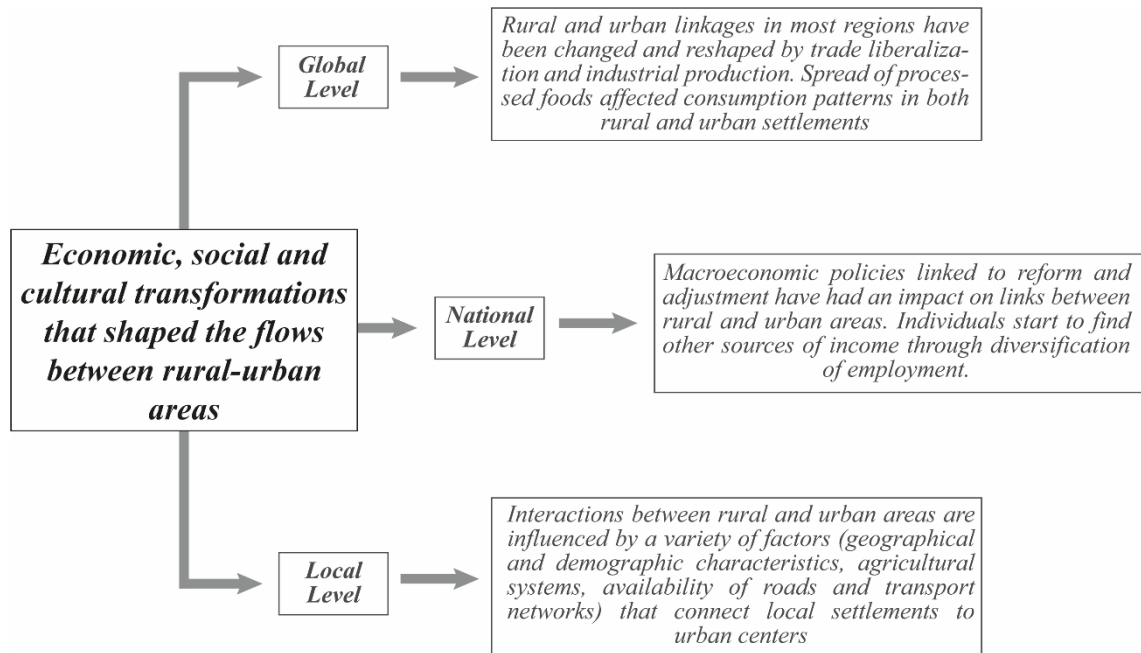 Global
Level
Rural and urban linkages in most regions have
been changed and reshaped by trade liberaliza-
tion and industrial production. Spread of proces-
sed foods affected consumption patterns in both
rural and urban settlements
Economic, social and
cultural transformations
that shaped the flows
between rural-urban
areas
National
Level
Macroeconomic policies linked to reform and
adjustment have had an impact on links between
rural and urban areas. Individuals start to find
other sources of income through diversification
of employment.
Local
Level
Interactions between rural and urban areas are
influenced by a variety of factors (geographical
and demographic characteristics, agricultural
systems, availability of roads and transport
networks) that connect local settlements to
urban centers